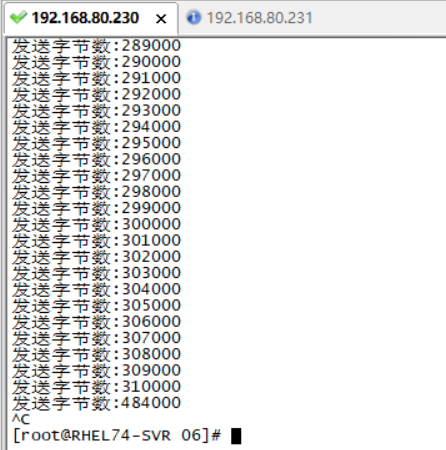 192.168.80.230 192.168.80.231
发送字节数:289000
发送字节数:290000
发送字节数:291000
发送字节数:292000
发送字节数:293000
发送字节数:294000
发送字节数:295000
发送字节数:296000
发送字节数:297000
发送字节数:298000
发送字节数:299000
发送字节数:300000
发送字节数:301000
发送字节数:302000
发送字节数:303000
发送字节数:304000
发送字节数:305000
发送字节数:306000
发送字节数:307000
发送字节数:308000
发送字节数:309000
发送字节数:310000
发送字节数:484000
^C
[root@RHEL74-SVR 06]#